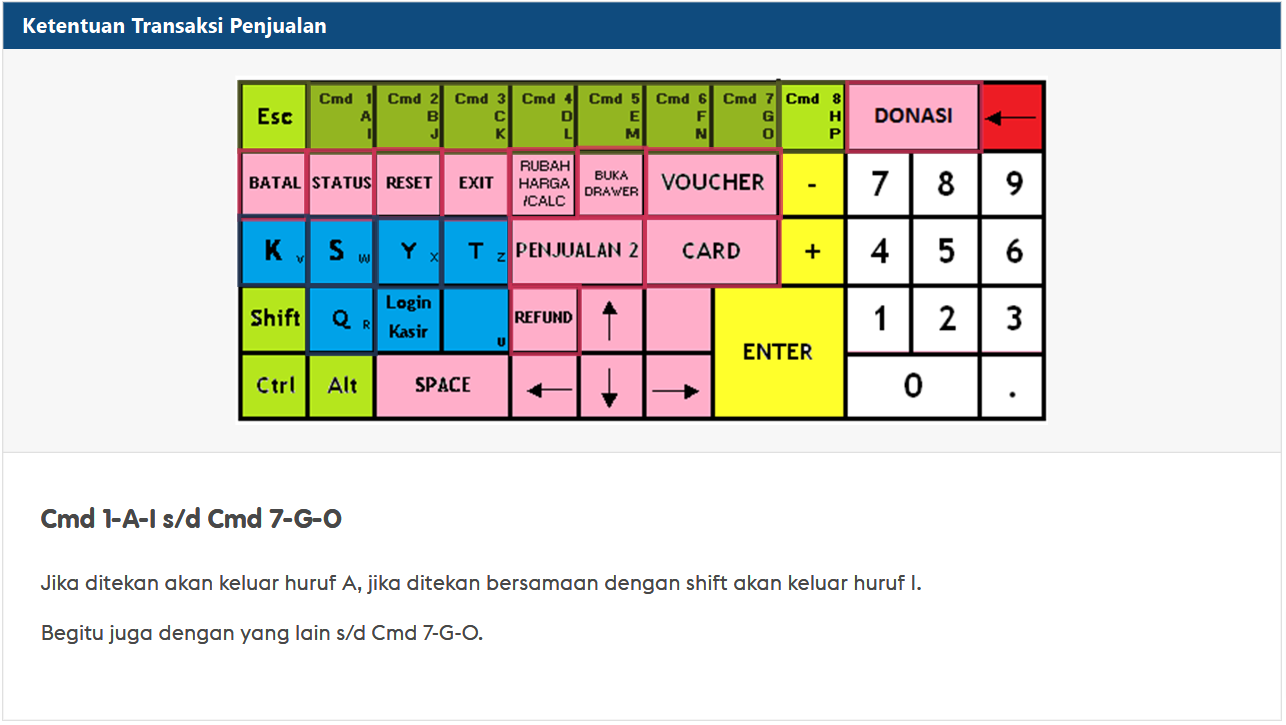 Ketentuan Transaksi Penjualan
Esc
Cmd 1
A
I
Cmd 2
B
J
Cmd 3
C
K
Cmd 4
D
L
Cmd 5
E
M
Cmd 6
F
N
Cmd 7
G
O
Cmd 8
H
P
DONASI
BATAL
STATUS
RESET
EXIT
RUBAH
HARGA
/CALC
BUKA
DRAWER
VOUCHER
-
7
8
9
K v
S W
Y X
T Z
PENJUALAN 2
CARD
+
4
5
6
Shift
Q R
Login
Kasir
U
REFUND
ENTER
1
2
3
Ctrl
Alt
SPACE
0
.
Cmd 1-A-I s/d Cmd 7-G-O
Jika ditekan akan keluar huruf A, jika ditekan bersamaan dengan shift akan keluar huruf I.
Begitu juga dengan yang lain s/d Cmd 7-G-O.